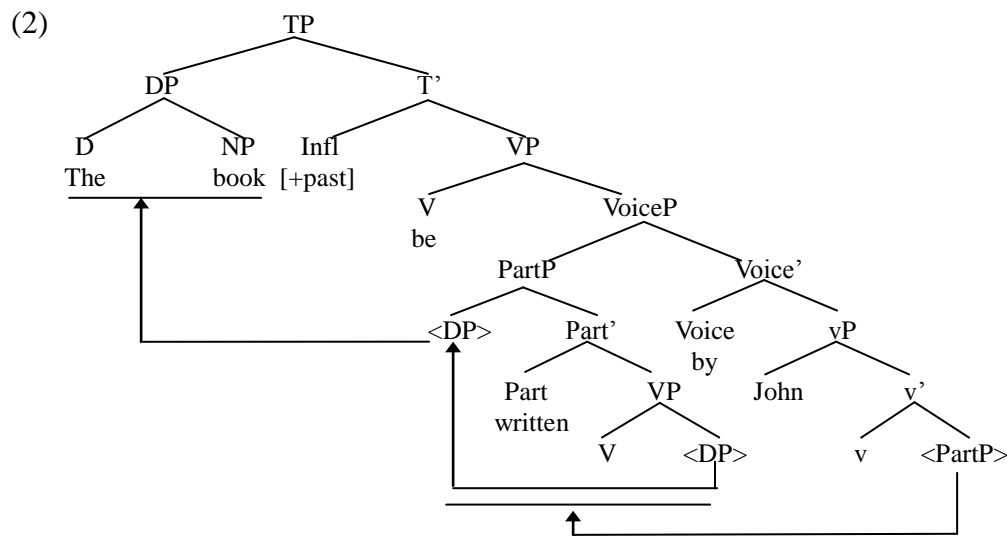 (2)
TP
DP T’
D NP Infl VP
The book [+past]
V VoiceP
be
PartP Voice’
<DP> Part’ Voice vP
by
Part VP John v’
written
V <DP> v <PartP>